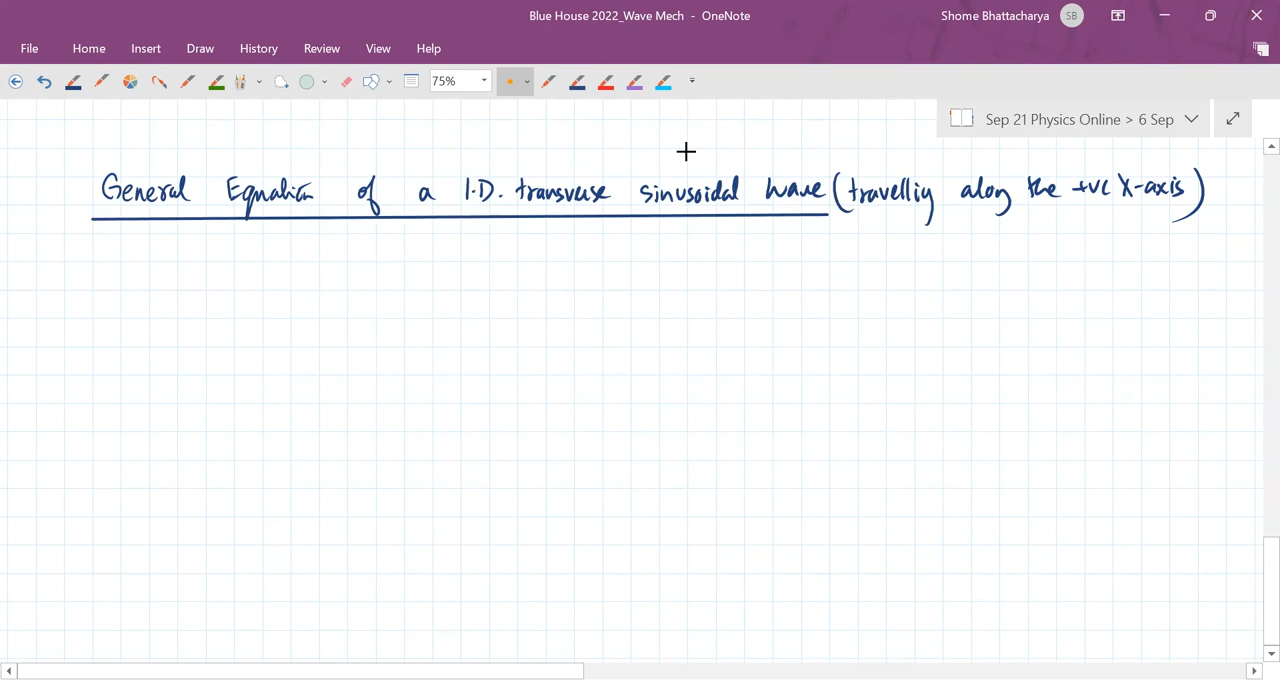 Blue House 2022_Wave Mech - OneNote
Shome Bhattacharya SB
File Home Insert Draw History Review View Help
75%
Sep 21 Physics Online > 6 Sep
General Equation of a 1.D. transverse sinusoidal wave (travelling along the +ve X-axis)